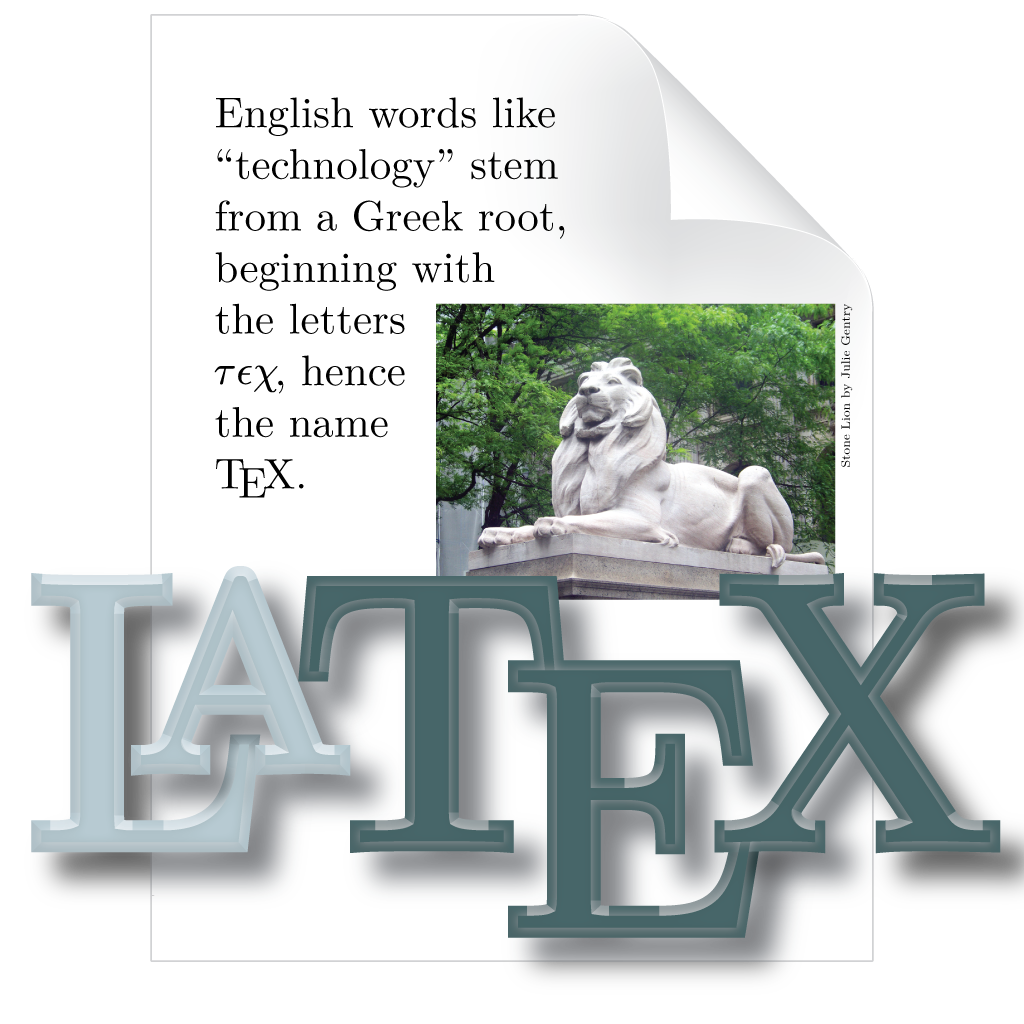 English words like
“technology” stem
from a Greek root,
beginning with
the letters
τϵχ, hence
the name
TEX.
Stone Lion by Julie Gentry
LATEX